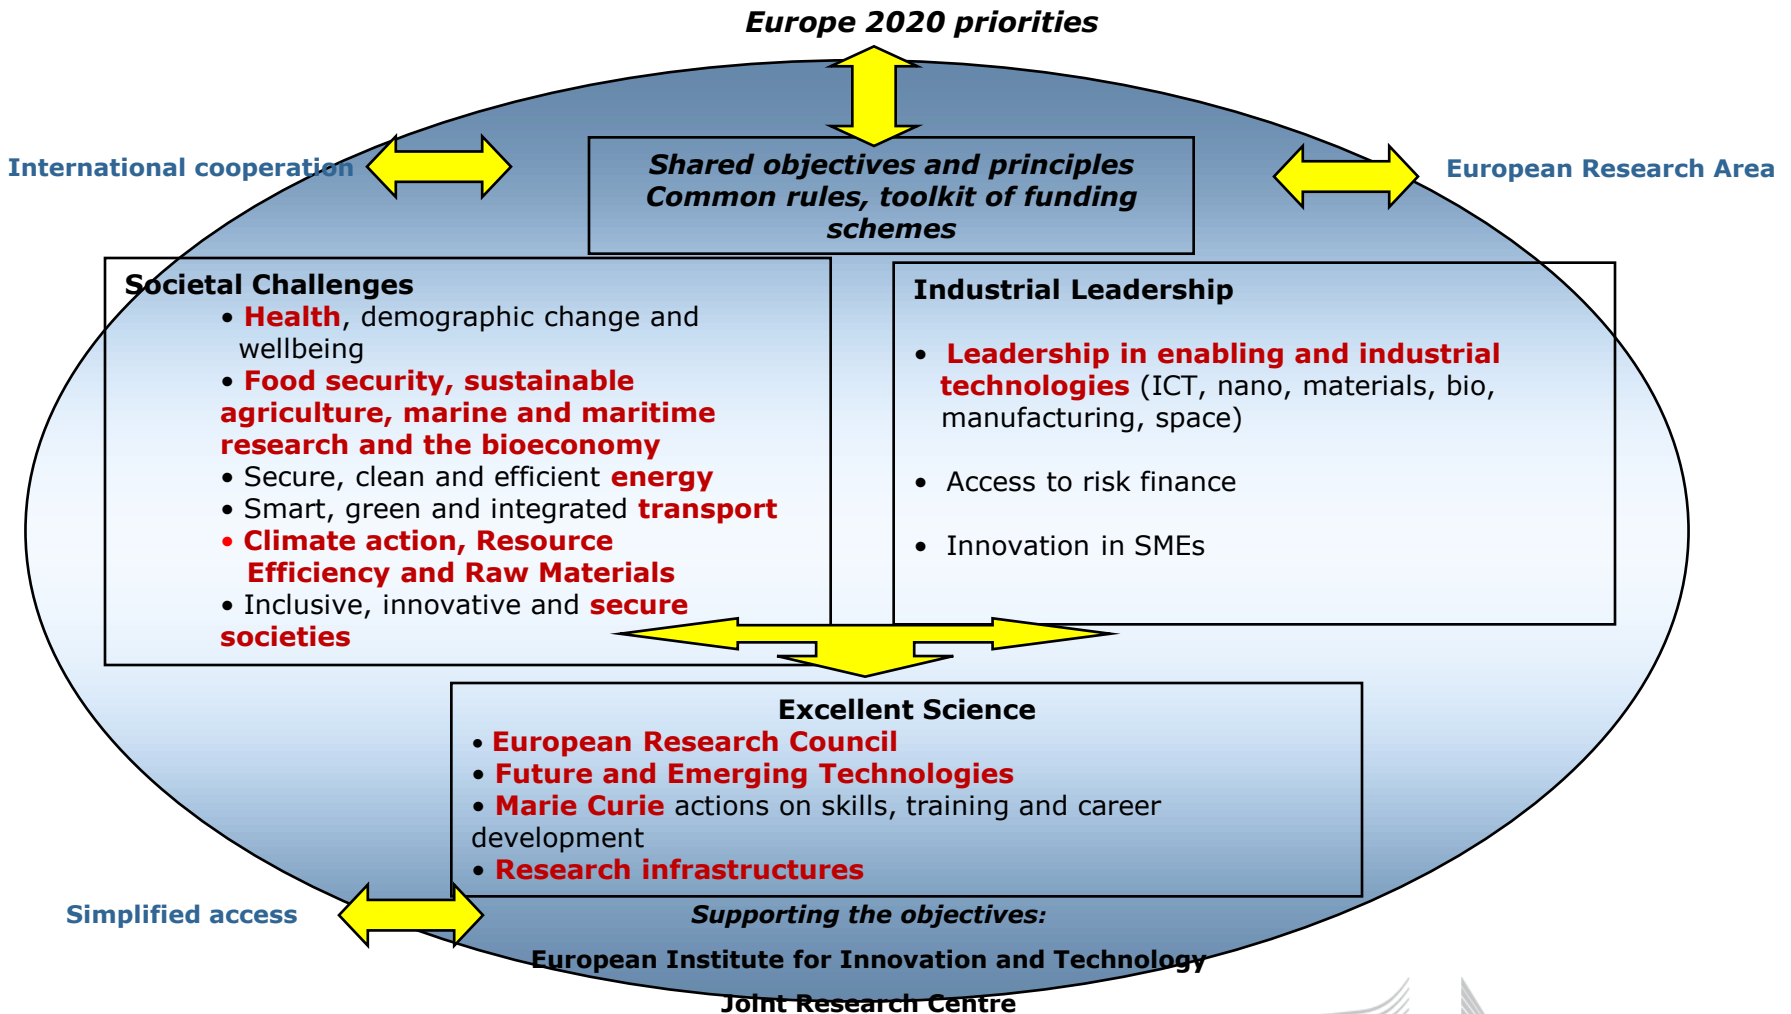 Europe 2020 priorities
International cooperation
European Research Area
Shared objectives and principles
Common rules, toolkit of funding
schemes
Societal Challenges
• Health, demographic change and
wellbeing
• Food security, sustainable
agriculture, marine and maritime
research and the bioeconomy
• Secure, clean and efficient energy
• Smart, green and integrated transport
• Climate action, Resource
Efficiency and Raw Materials
• Inclusive, innovative and secure
societies
Industrial Leadership
• Leadership in enabling and industrial
technologies (ICT, nano, materials, bio,
manufacturing, space)
• Access to risk finance
• Innovation in SMEs
Excellent Science
• European Research Council
• Future and Emerging Technologies
• Marie Curie actions on skills, training and career
development
• Research infrastructures
Simplified access
Supporting the objectives:
European Institute for Innovation and Technology
Joint Research Centre